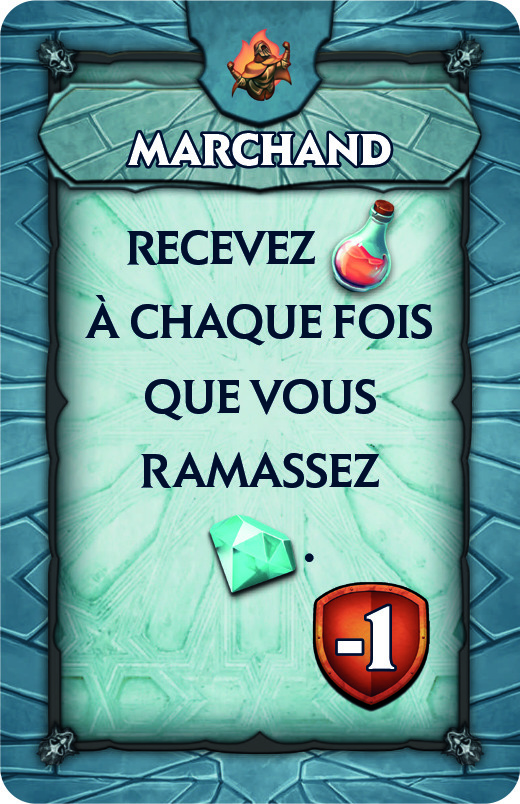 MARCHAND
RECEVEZ
À CHAQUE FOIS
QUE VOUS
RAMASSEZ
.
-1